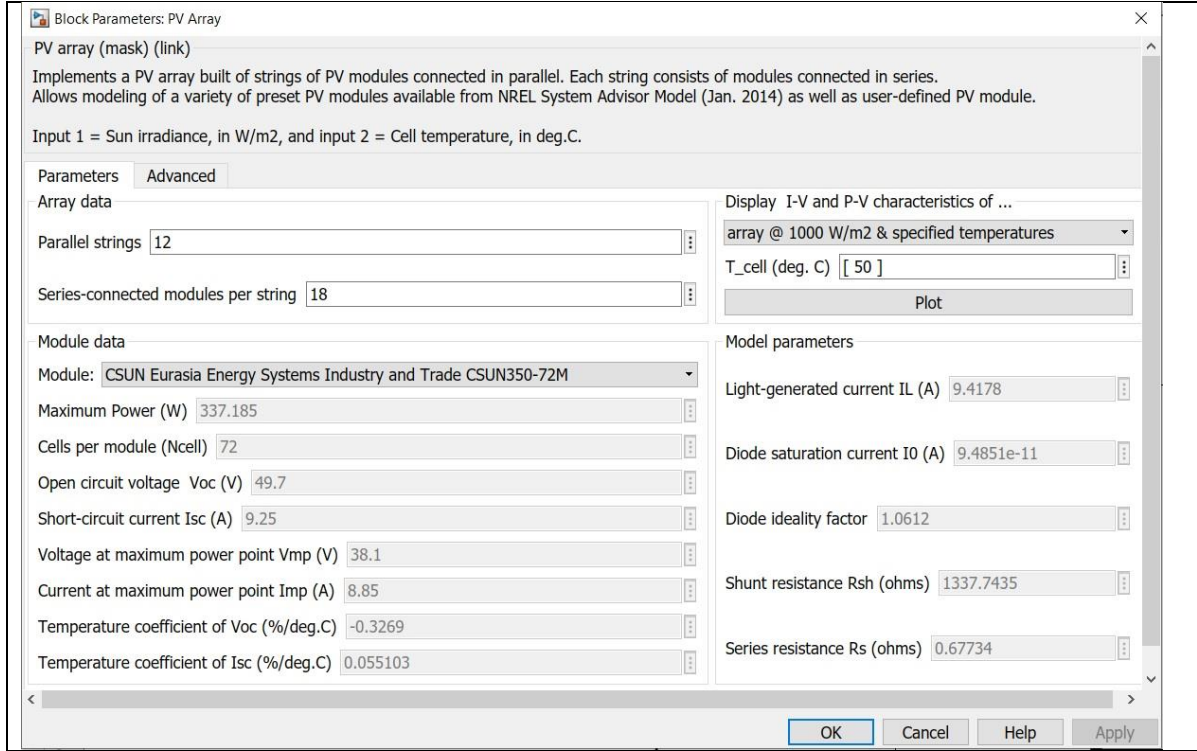 Block Parameters: PV Array
PV array (mask) (link)
Implements a PV array built of strings of PV modules connected in parallel. Each string consists of modules connected in series.
Allows modeling of a variety of preset PV modules available from NREL System Advisor Model (Jan. 2014) as well as user-defined PV module.
Input 1 = Sun irradiance, in W/m2, and input 2 = Cell temperature, in deg.C.
Parameters Advanced
Array data
Parallel strings 12
Series-connected modules per string 18
Display I-V and P-V characteristics of ...
array @ 1000 W/m2 & specified temperatures
T_cell (deg. C) [ 50 ]
Plot
Module data
Module: CSUN Eurasia Energy Systems Industry and Trade CSUN350-72M
Maximum Power (W) 337.185
Cells per module (Ncell) 72
Open circuit voltage Voc (V) 49.7
Short-circuit current Isc (A) 9.25
Voltage at maximum power point Vmp (V) 38.1
Current at maximum power point Imp (A) 8.85
Temperature coefficient of Voc (%/deg.C) -0.3269
Temperature coefficient of Isc (%/deg.C) 0.055103
Model parameters
Light-generated current IL (A) 9.4178
Diode saturation current I0 (A) 9.4851e-11
Diode ideality factor 1.0612
Shunt resistance Rsh (ohms) 1337.7435
Series resistance Rs (ohms) 0.67734
OK Cancel Help Apply